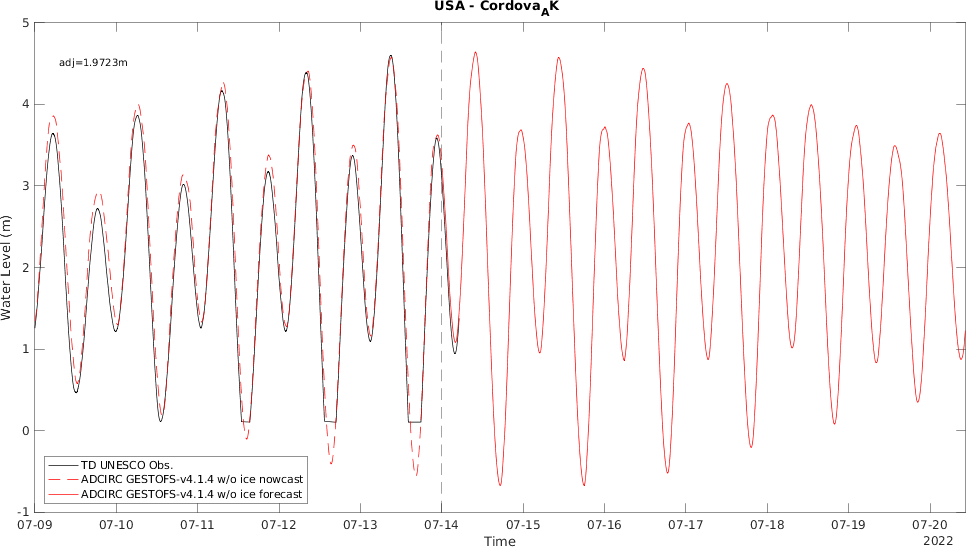 USA - Cordova_AK
5
4
3
2
1
0
-1
Water Level (m)
adj=1.9723m
TD UNESCO Obs.
ADCIRC GESTOFS-v4.1.4 w/o ice nowcast
ADCIRC GESTOFS-v4.1.4 w/o ice forecast
07-09 07-10 07-11 07-12 07-13 07-14 07-15 07-16 07-17 07-18 07-19 07-20
Time
2022